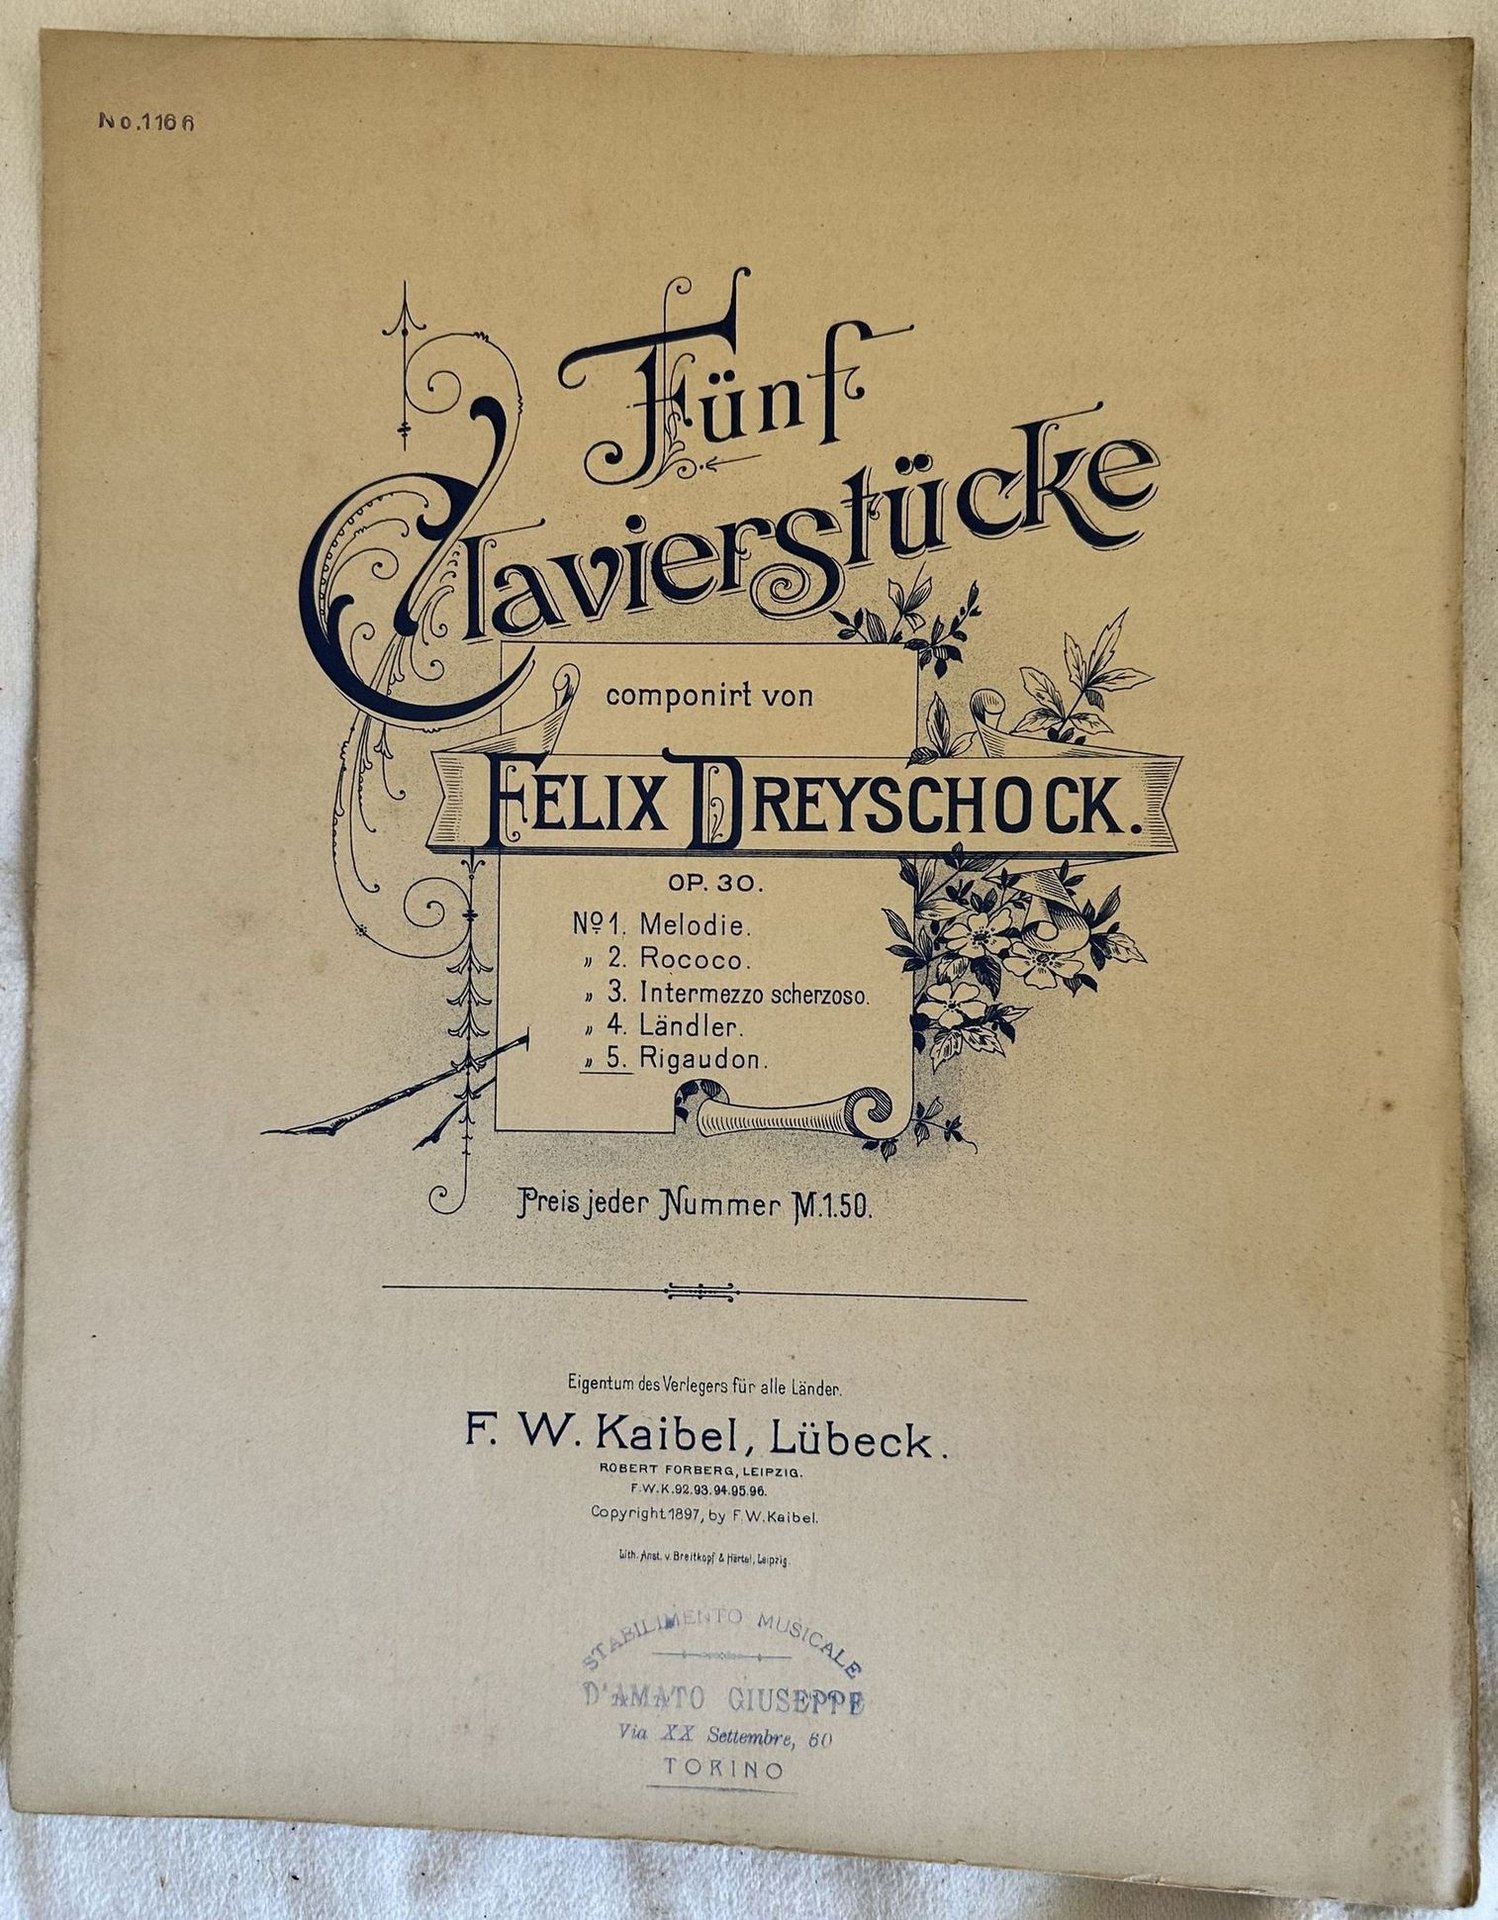 No.1166
Fünf
Clavierstücke
componirt von
FELIX DREYSCHOCK.
OP. 30.
No 1. Melodie.
„ 2. Rococo.
„ 3. Intermezzo scherzoso.
„ 4. Ländler.
„ 5. Rigaudon.
Preis jeder Nummer M.1.50.
Eigentum des Verlegers für alle Länder.
F. W. Kaibel, Lübeck.
ROBERT FORBERG, LEIPZIG.
F.W.K.92.93.94.95.96.
Copyright 1897, by F.W.Kaibel.
Lith. Anst. v. Breitkopf & Härtel, Leipzig.
STABILIMENTO MUSICALE
D'AMATO GIUSEPPE
Via XX Settembre, 60
TORINO